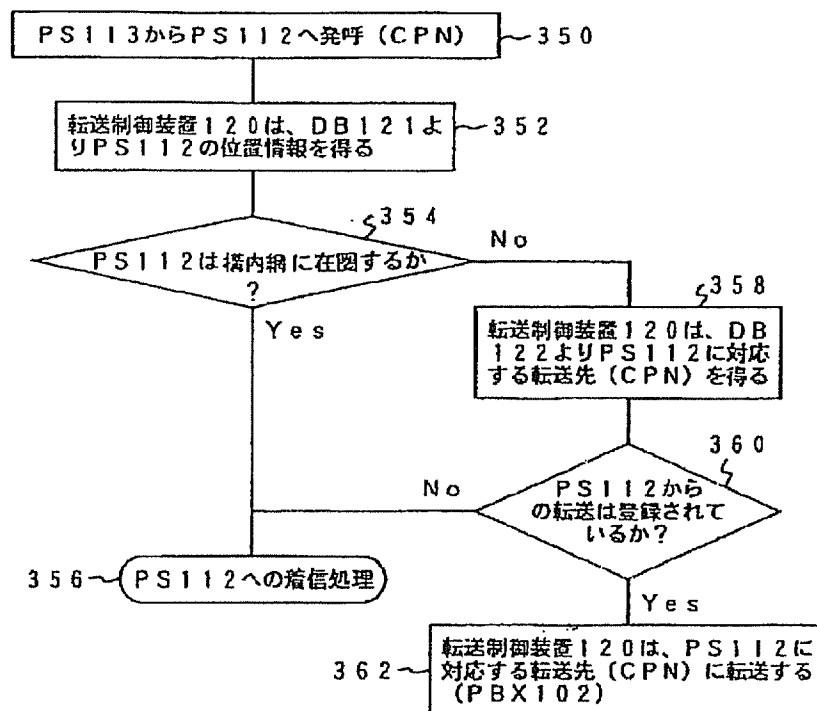 PS113からPS112へ発呼（CPN）
350
転送制御装置120は、DB121よ
りPS112の位置情報を得る
352
354
PS112は構内網に在圏するか
？
No
Yes
358
転送制御装置120は、DB
122よりPS112に対応
する転送先（CPN）を得る
360
PS112から
の転送は登録されて
いるか？
No
Yes
356
PS112への着信処理
362
転送制御装置120は、PS112に
対応する転送先（CPN）に転送する
（PBX102）